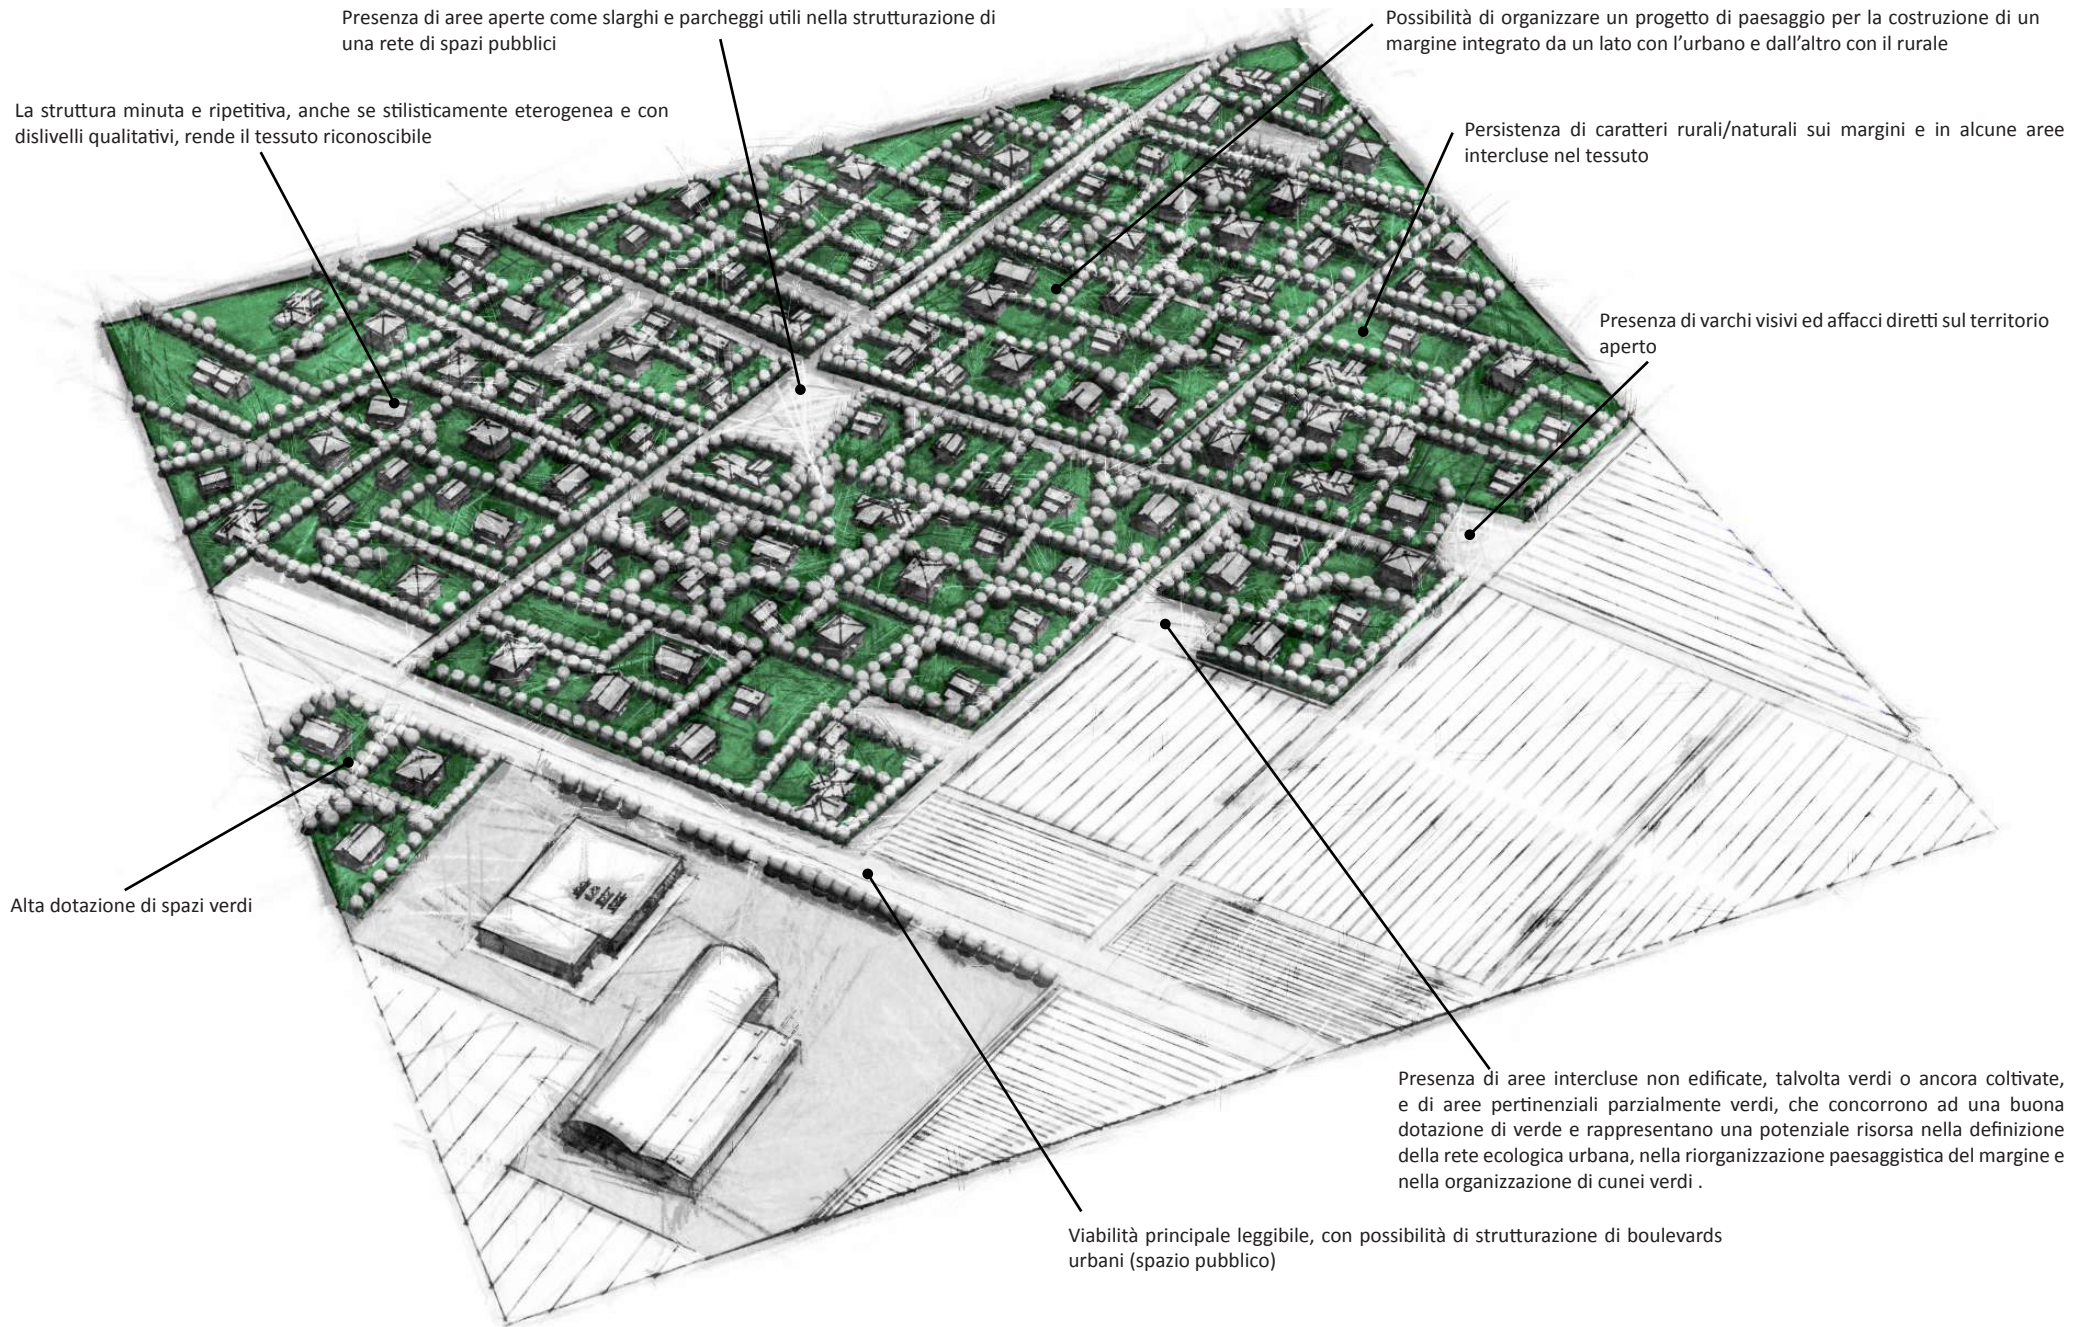 Presenza di aree aperte come slarghi e parcheggi utili nella strutturazione di
una rete di spazi pubblici
Possibilità di organizzare un progetto di paesaggio per la costruzione di un
margine integrato da un lato con l'urbano e dall'altro con il rurale
La struttura minuta e ripetitiva, anche se stilisticamente eterogenea e con
dislivelli qualitativi, rende il tessuto riconoscibile
Persistenza di caratteri rurali/naturali sui margini e in alcune aree
intercluse nel tessuto
Presenza di varchi visivi ed affacci diretti sul territorio
aperto
Alta dotazione di spazi verdi
Presenza di aree intercluse non edificate, talvolta verdi o ancora coltivate,
e di aree pertinenziali parzialmente verdi, che concorrono ad una buona
dotazione di verde e rappresentano una potenziale risorsa nella definizione
della rete ecologica urbana, nella riorganizzazione paesaggistica del margine e
nella organizzazione di cunei verdi .
Viabilità principale leggibile, con possibilità di strutturazione di boulevards
urbani (spazio pubblico)